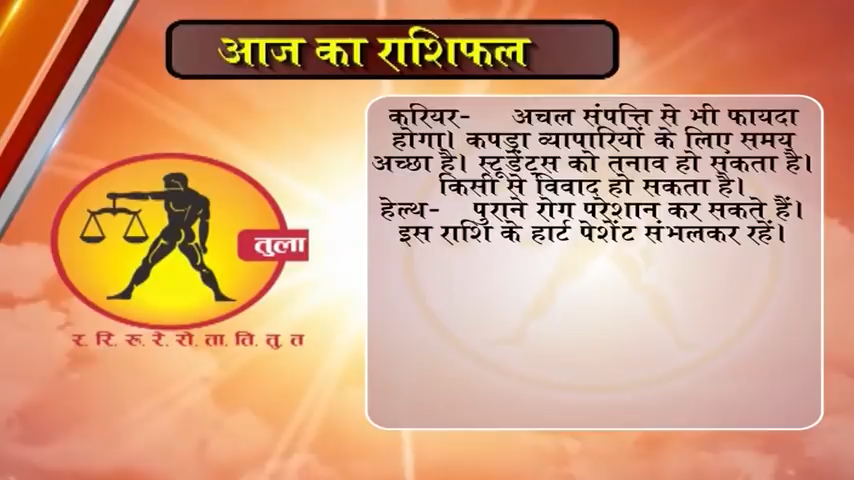 आज का राशिफल
करियर- अचल संपत्ति से भी फायदा
होगा। कपड़ा व्यापारियों के लिए समय
अच्छा है। स्टूडेंट्स को तनाव हो सकता है।
किसी से विवाद हो सकता है।
हेल्थ- पुराने रोग परेशान कर सकते हैं।
इस राशि के हार्ट पेशेंट संभलकर रहें।
तुला
र. रि. रू. रे. रो. ता. ति. तु. त